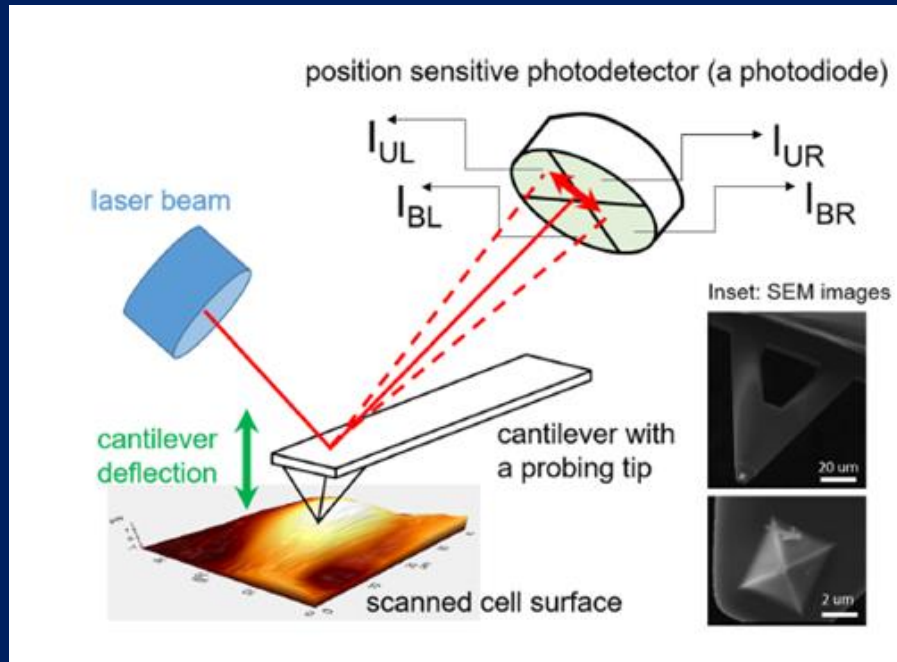 position sensitive photodetector (a photodiode)
I_UL
I_UR
I_BL
I_BR
laser beam
Inset: SEM images
cantilever
deflection
cantilever with
a probing tip
20 um
2 um
scanned cell surface